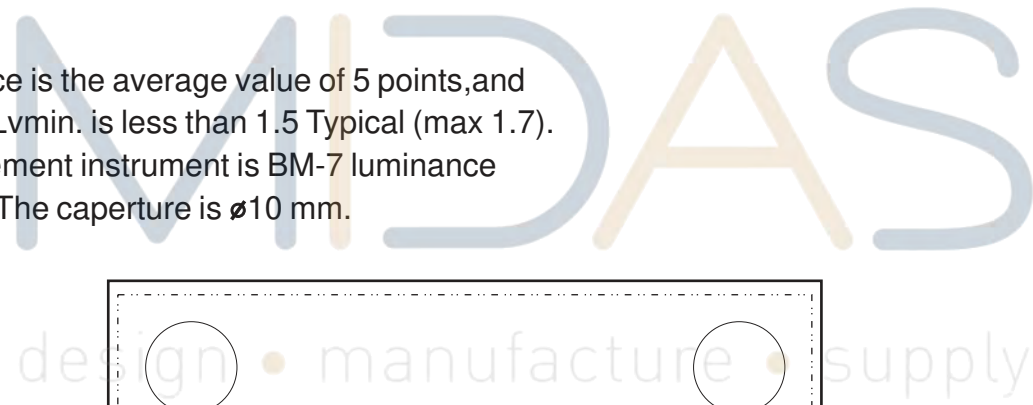 MIDAS
ce is the average value of 5 points,and
Lvmin. is less than 1.5 Typical (max 1.7).
ement instrument is BM-7 luminance
The caperture is ⌀10 mm.
design • manufacture • supply